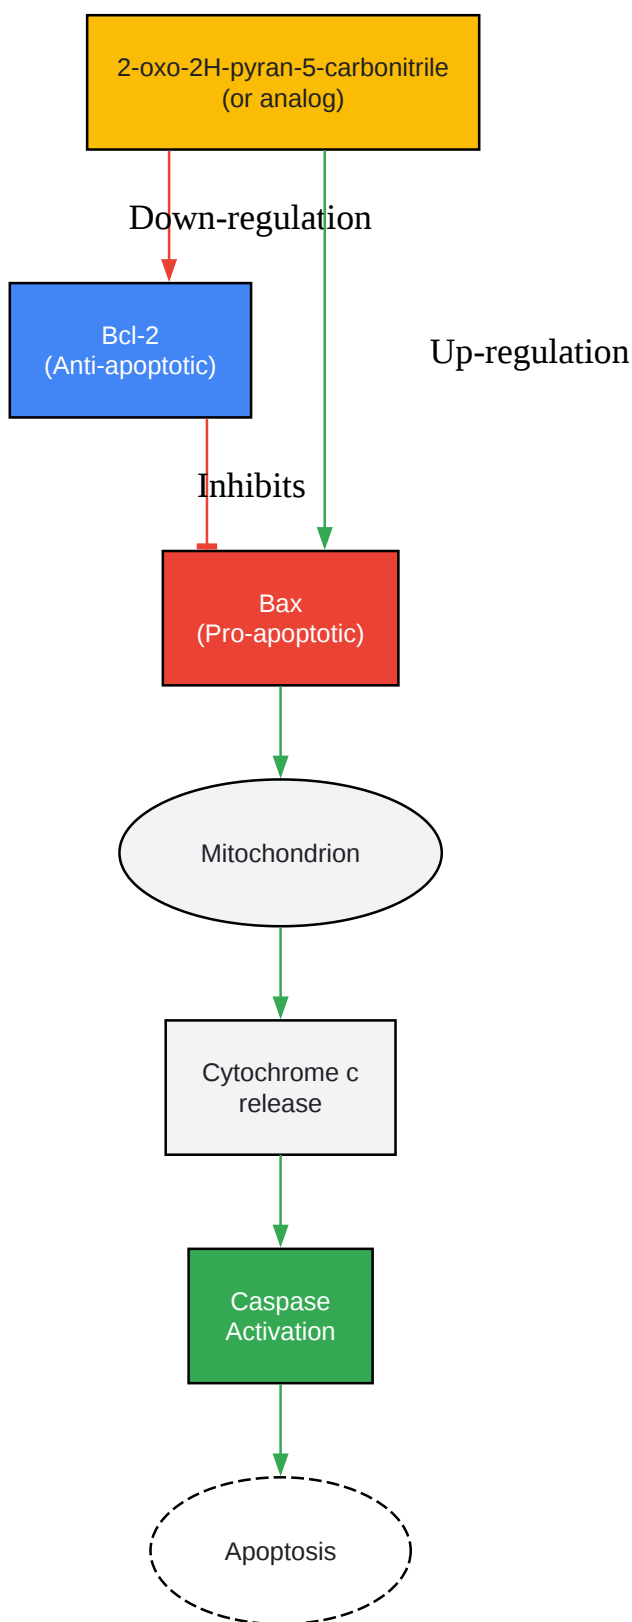 2-oxo-2H-pyran-5-carbonitrile
(or analog)
Down-regulation
Bcl-2
(Anti-apoptotic)
Up-regulation
Inhibits
Bax
(Pro-apoptotic)
Mitochondrion
Cytochrome c
release
Caspase
Activation
Apoptosis